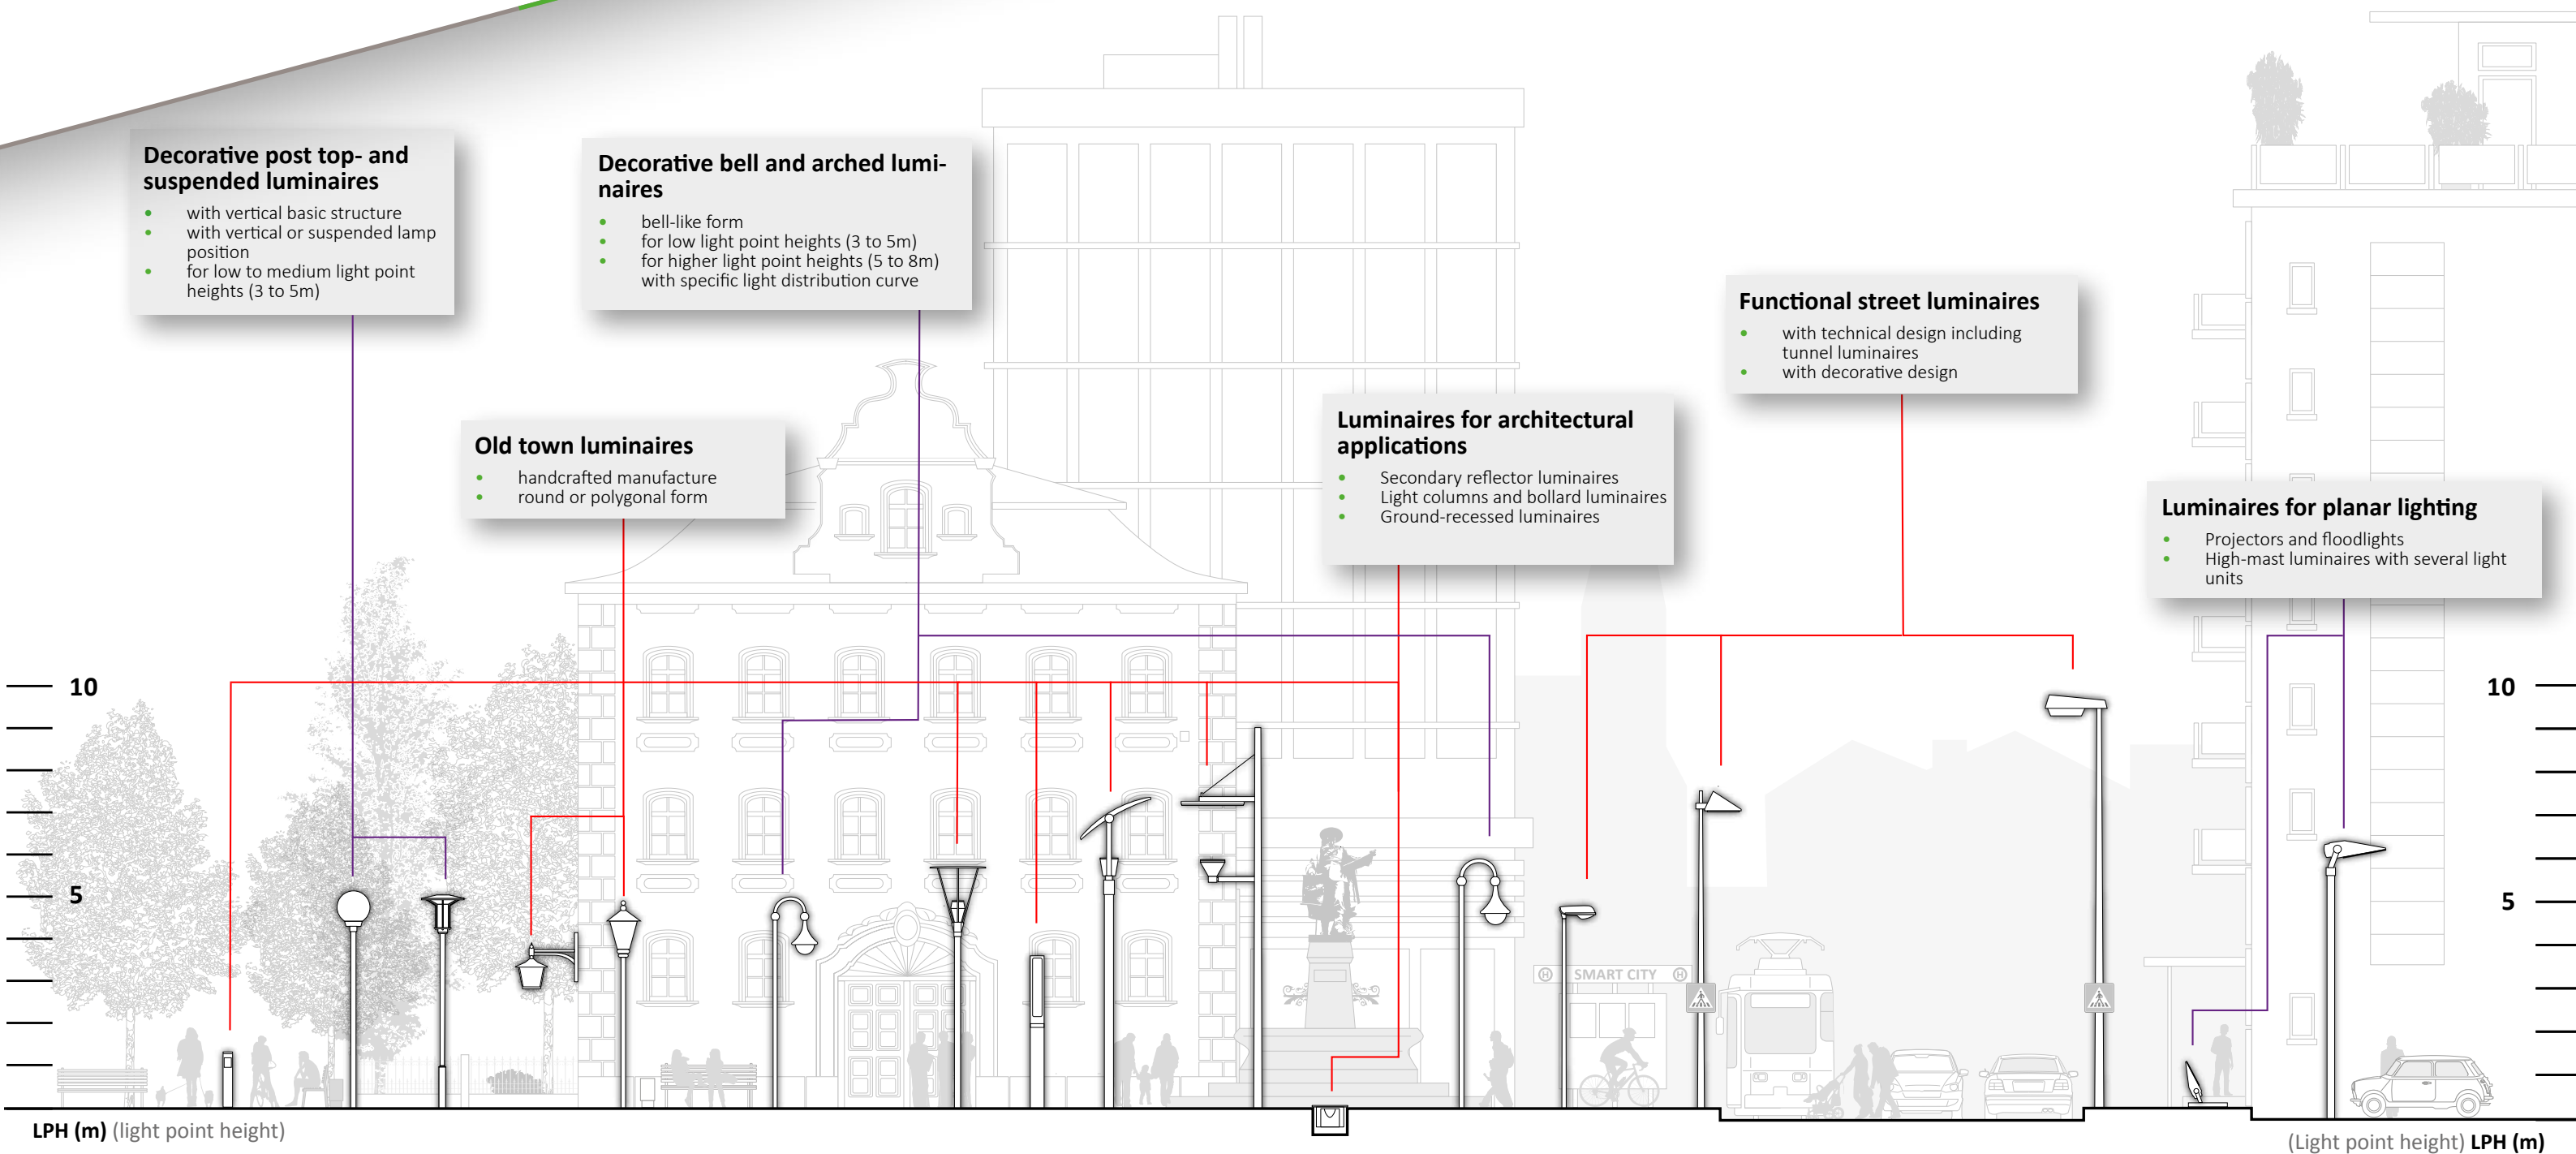 Decorative post top- and
suspended luminaires
• with vertical basic structure
• with vertical or suspended lamp
position
• for low to medium light point
heights (3 to 5m)
Decorative bell and arched lumi-
naires
• bell-like form
• for low light point heights (3 to 5m)
• for higher light point heights (5 to 8m)
with specific light distribution curve
Functional street luminaires
• with technical design including
tunnel luminaires
• with decorative design
Old town luminaires
• handcrafted manufacture
• round or polygonal form
Luminaires for architectural
applications
• Secondary reflector luminaires
• Light columns and bollard luminaires
• Ground-recessed luminaires
Luminaires for planar lighting
• Projectors and floodlights
• High-mast luminaires with several light
units
10
10
5
5
H SMART CITY H
LPH (m) (light point height)
(Light point height) LPH (m)